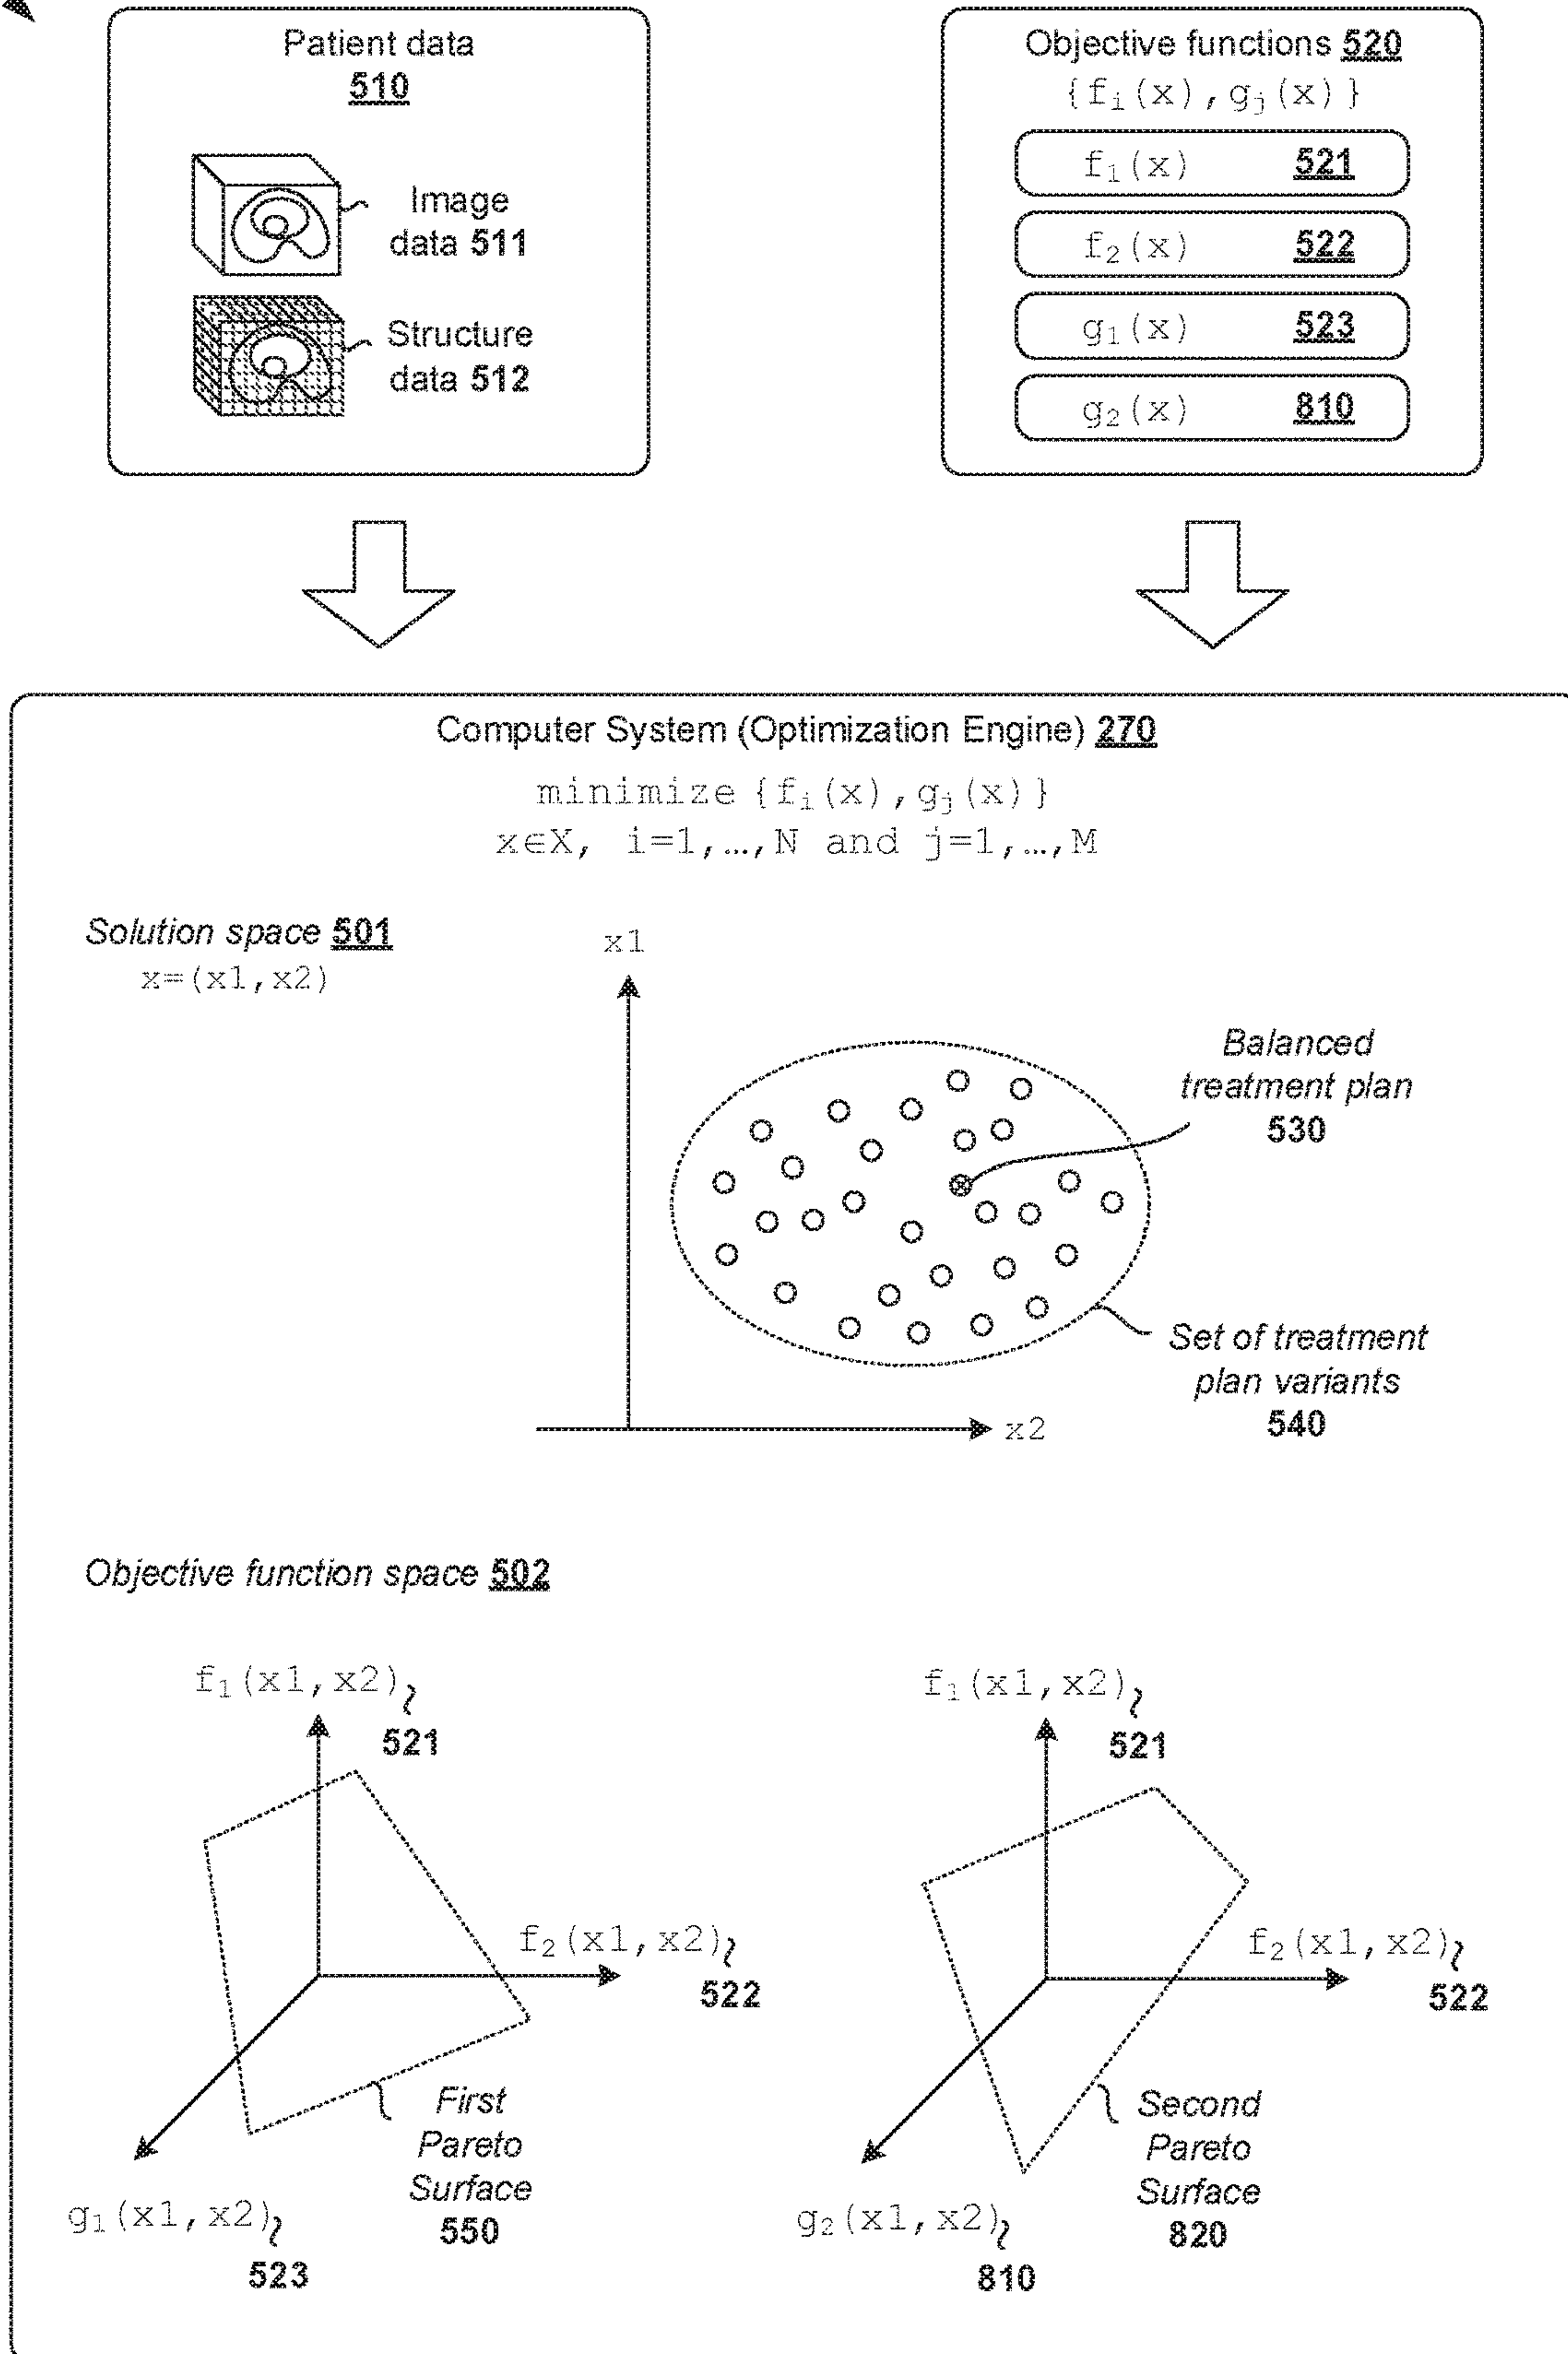 Patient data
510
Image
data 511
Structure
data 512
Objective functions 520
{fᵢ(x),gⱼ(x)}
f₁(x) 521
f₂(x) 522
g₁(x) 523
g₂(x) 810
Computer System (Optimization Engine) 270
minimize {fᵢ(x),gⱼ(x)}
x∈X, i=1,…,N and j=1,…,M
Solution space 501
x=(x1,x2)
x1
Balanced
treatment plan
530
Set of treatment
plan variants
540
x2
Objective function space 502
f₁(x1,x2)
521
f₂(x1,x2)
522
First
Pareto
Surface
550
g₁(x1,x2)
523
f₁(x1,x2)
521
f₂(x1,x2)
522
Second
Pareto
Surface
820
g₂(x1,x2)
810